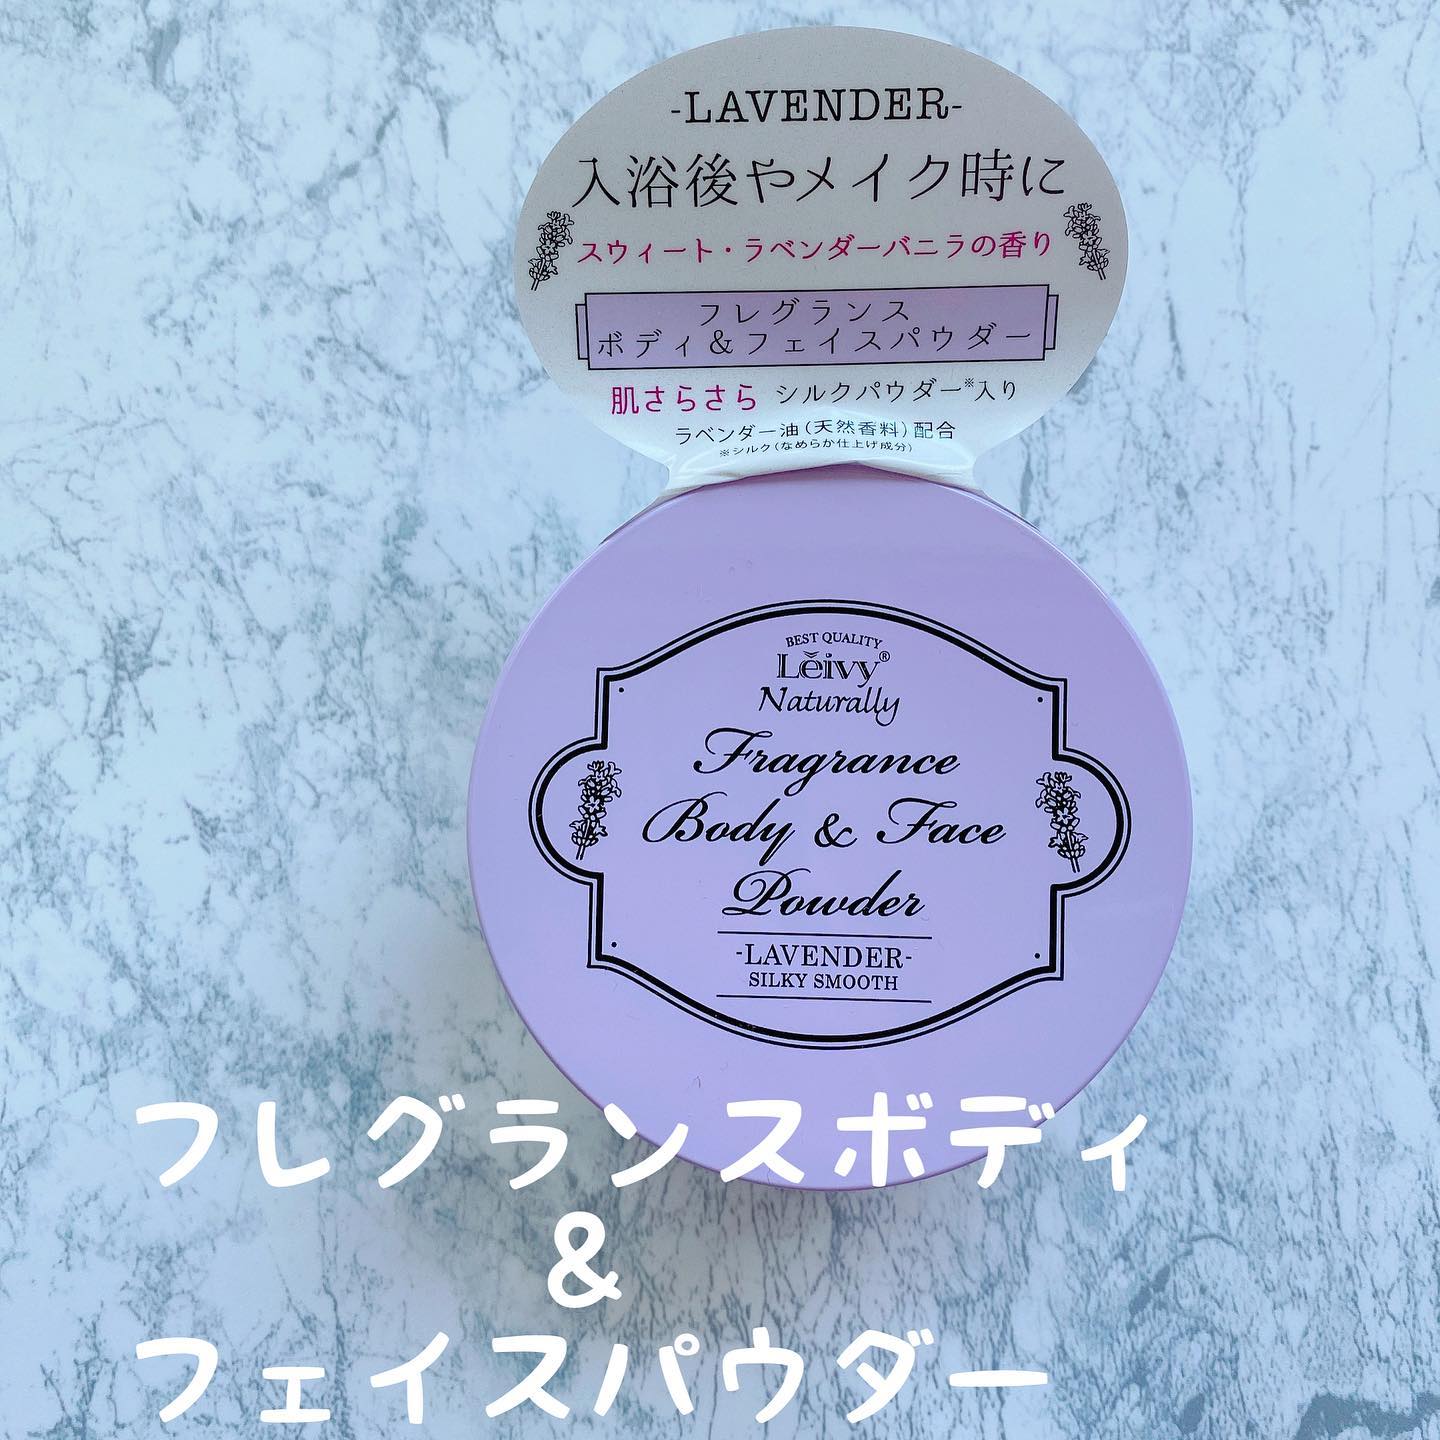 -LAVENDER-
入浴後やメイク時に
スウィート・ラベンダーバニラの香り
フレグランス
ボディ&フェイスパウダー
肌さらさら シルクパウダー※入り
ラベンダー油(天然香料)配合
※シルク(なめらか仕上げ成分)
BEST QUALITY
Lěivy®
Naturally
Fragrance
Body & Face
Powder
-LAVENDER-
SILKY SMOOTH
フレグランスボディ
&
フェイスパウダー